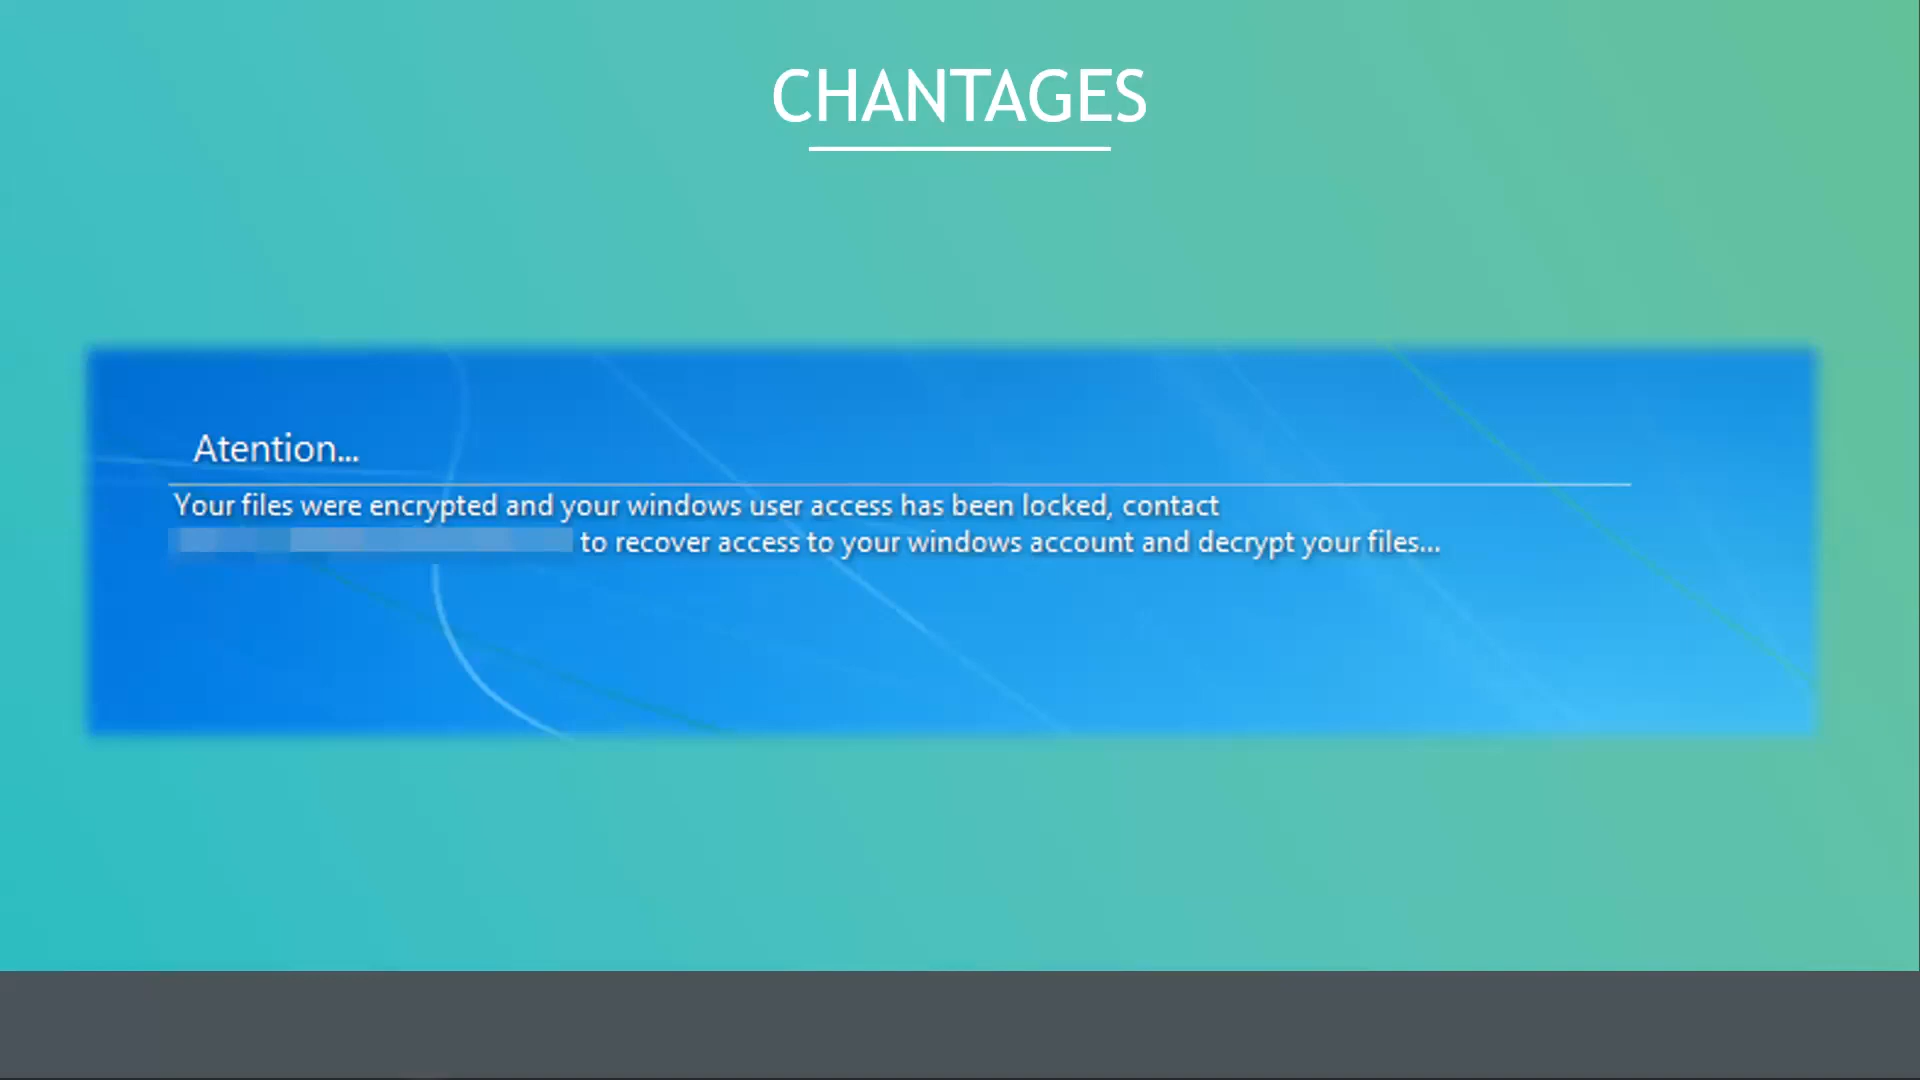 CHANTAGES
Atention...
Your files were encrypted and your windows user access has been locked, contact
to recover access to your windows account and decrypt your files...